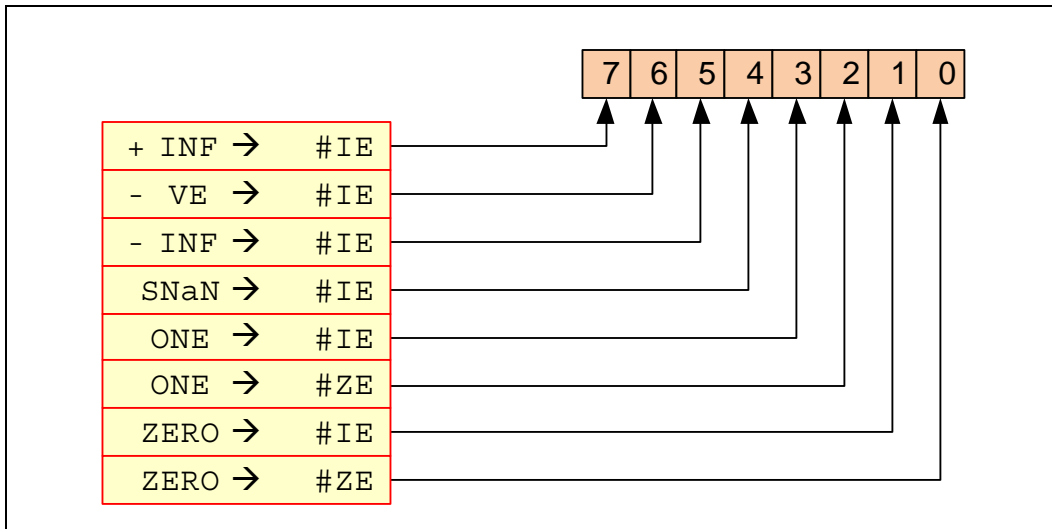 7 6 5 4 3 2 1 0
+ INF → #IE
- VE → #IE
- INF → #IE
SNaN → #IE
ONE → #IE
ONE → #ZE
ZERO → #IE
ZERO → #ZE